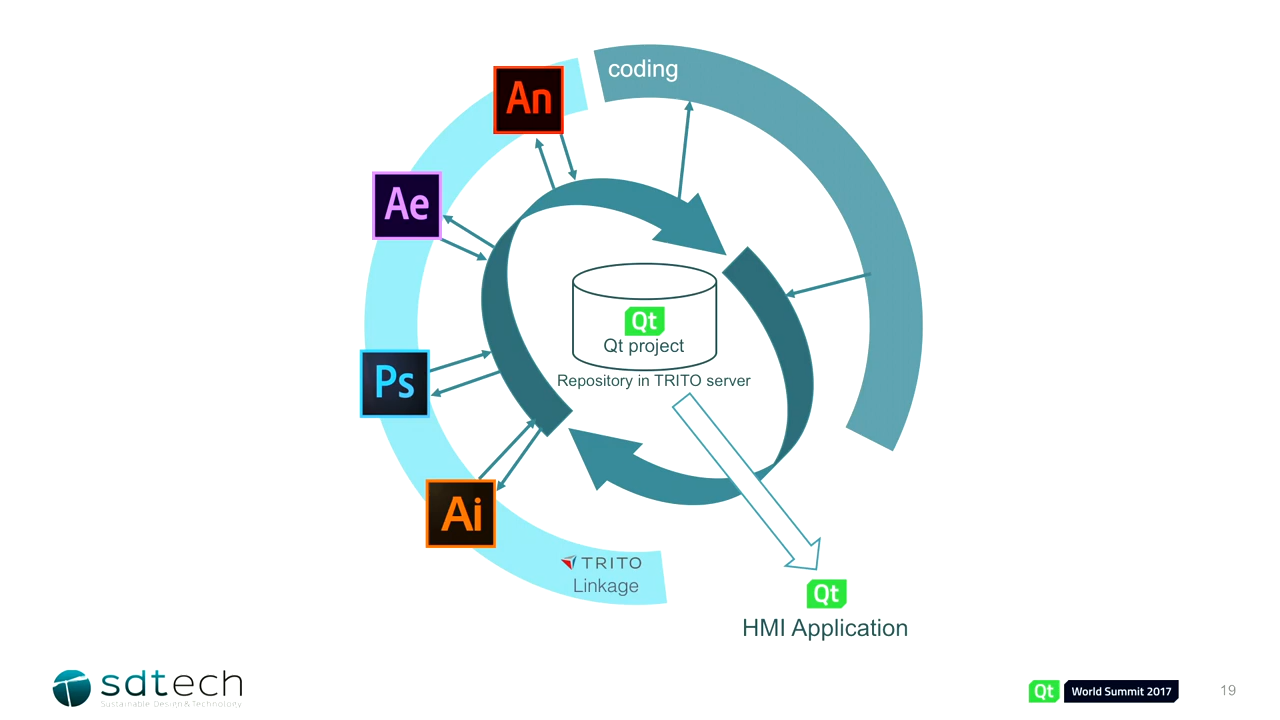 coding
An
Ae
Qt
Qt project
Ps
Repository in TRITO server
Ai
TRITO
Linkage
Qt
HMI Application
sdtech
Sustainable Design & Technology
Qt World Summit 2017
19